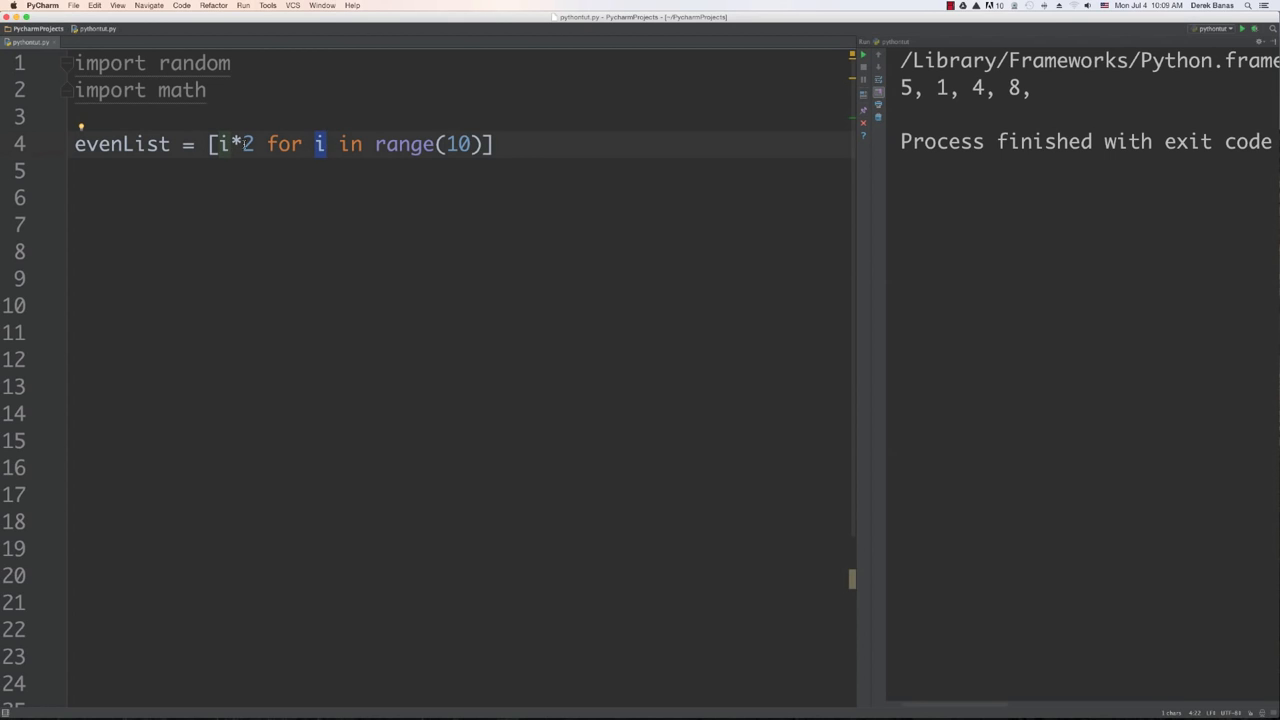 PyCharm File Edit View Navigate Code Refactor Run Tools VCS Window Help 10 Mon Jul 4 10:09 AM Derek Banas
pythontut.py - PycharmProjects - [~/PycharmProjects]
PycharmProjects pythontut.py pythontut
pythontut.py Run: pythontut
1 import random
2 import math
3
4 evenList = [i*2 for i in range(10)]
5
6
7
8
9
10
11
12
13
14
15
16
17
18
19
20
21
22
23
24
25
/Library/Frameworks/Python.frame
5, 1, 4, 8,
Process finished with exit code
1 chars 4:22 LF≑ UTF-8≑